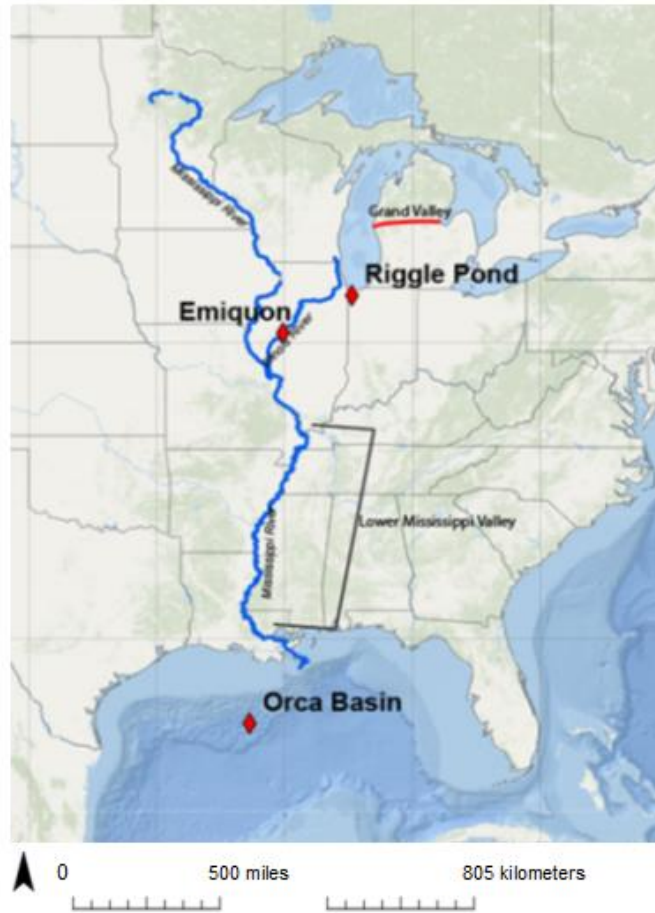 Mississippi River
Grand Valley
Riggle Pond
Emiquon
River
Mississippi River
Lower Mississippi Valley
Orca Basin
0 500 miles 805 kilometers